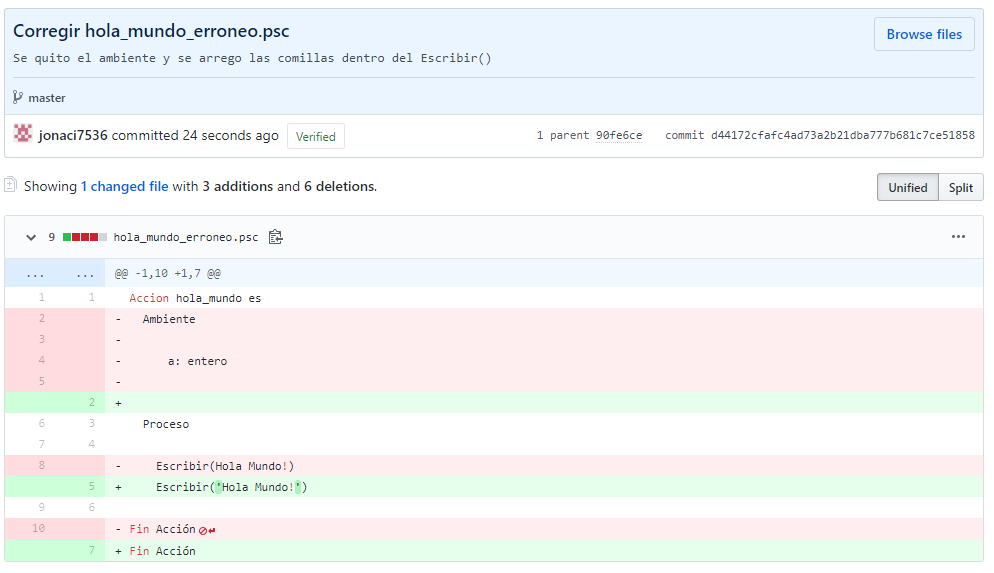 Corregir hola_mundo_erroneo.psc
Browse files
Se quito el ambiente y se arrego las comillas dentro del Escribir()
master
jonaci7536 committed 24 seconds ago Verified 1 parent 90fe6ce commit d44172cfafc4ad73a2b21dba777b681c7ce51858
Showing 1 changed file with 3 additions and 6 deletions. Unified Split
9 hola_mundo_erroneo.psc ...
... ... @@ -1,10 +1,7 @@
1 1 Accion hola_mundo es
2 - Ambiente
3 -
4 - a: entero
5 -
2 +
6 3 Proceso
7 4
8 - Escribir(Hola Mundo!)
5 + Escribir('Hola Mundo!')
9 6
10 - Fin Acción
7 + Fin Acción